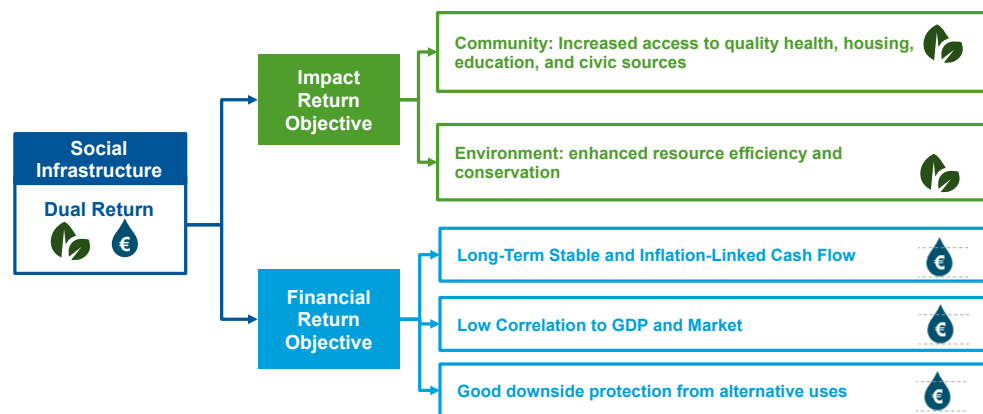 Social
Infrastructure
Dual Return
€
Impact
Return
Objective
Community: Increased access to quality health, housing,
education, and civic sources
Environment: enhanced resource efficiency and
conservation
Financial
Return
Objective
Long-Term Stable and Inflation-Linked Cash Flow
€
Low Correlation to GDP and Market
€
Good downside protection from alternative uses
€